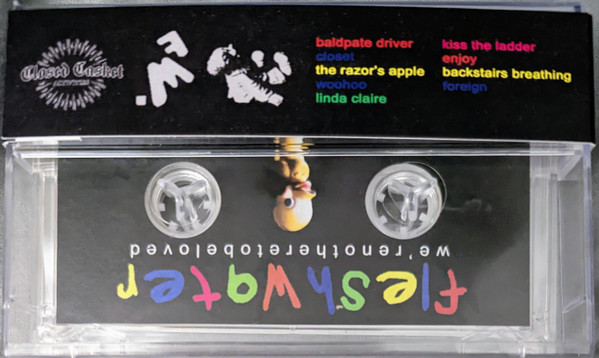 Closed Casket
F.W.
baldpate driver
closet
the razor's apple
woohoo
linda claire
kiss the ladder
enjoy
backstairs breathing
foreign
we'renotheretobeloved
fleshwater